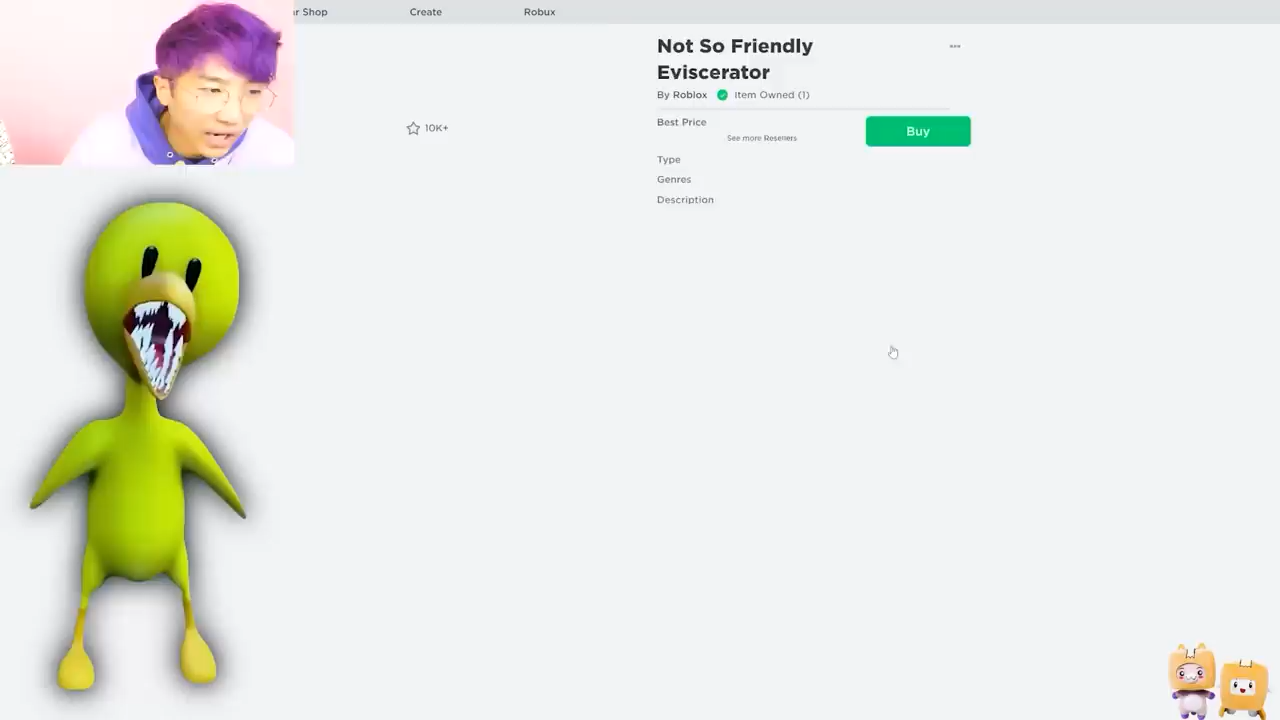 r Shop
Create
Robux
Not So Friendly
Eviscerator
By Roblox
Item Owned (1)
10K+
Best Price
See more Resellers
Buy
Type
Genres
Description